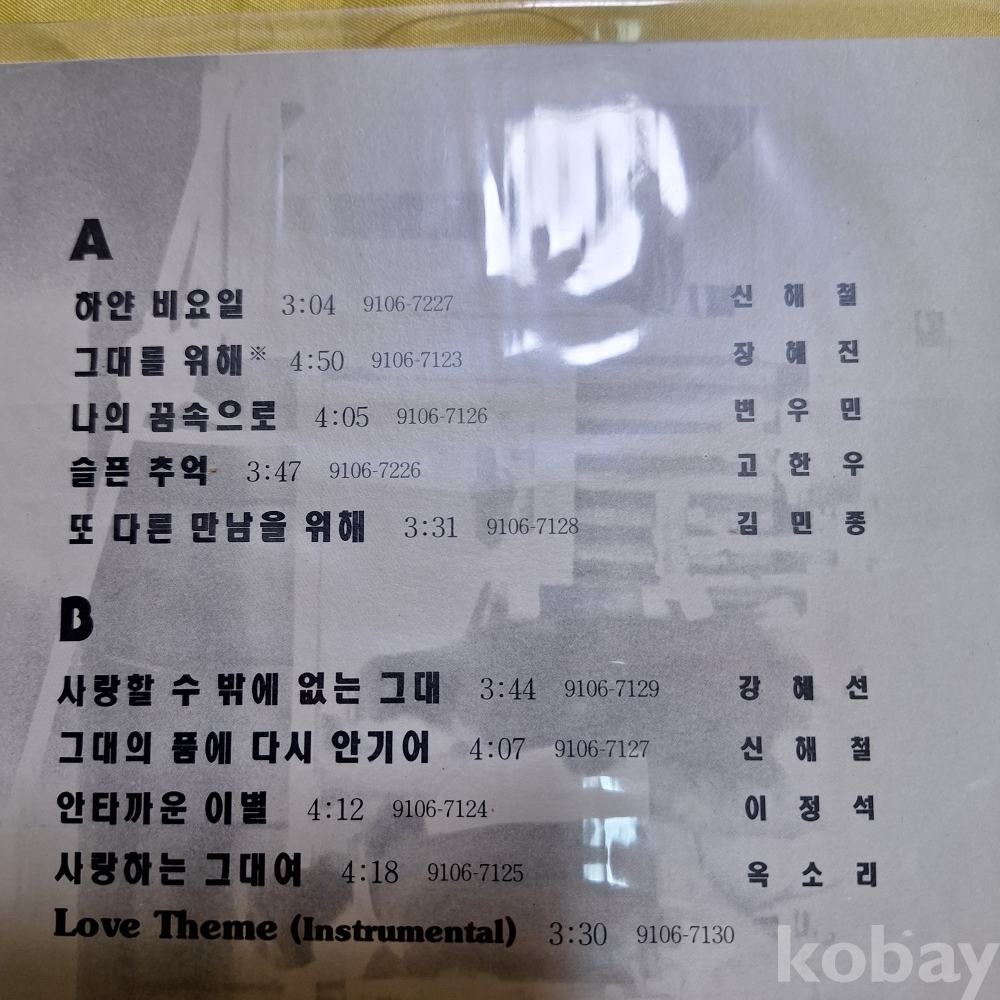 A
하얀 비요일 3:04 9106-7227 신해철
그대를 위해※ 4:50 9106-7123 장혜진
나의 꿈속으로 4:05 9106-7126 변우민
슬픈 추억 3:47 9106-7226 고한우
또 다른 만남을 위해 3:31 9106-7128 김민종
B
사랑할 수 밖에 없는 그대 3:44 9106-7129 강혜선
그대의 품에 다시 안기어 4:07 9106-7127 신해철
안타까운 이별 4:12 9106-7124 이정석
사랑하는 그대여 4:18 9106-7125 옥소리
Love Theme (Instrumental) 3:30 9106-7130
kobay